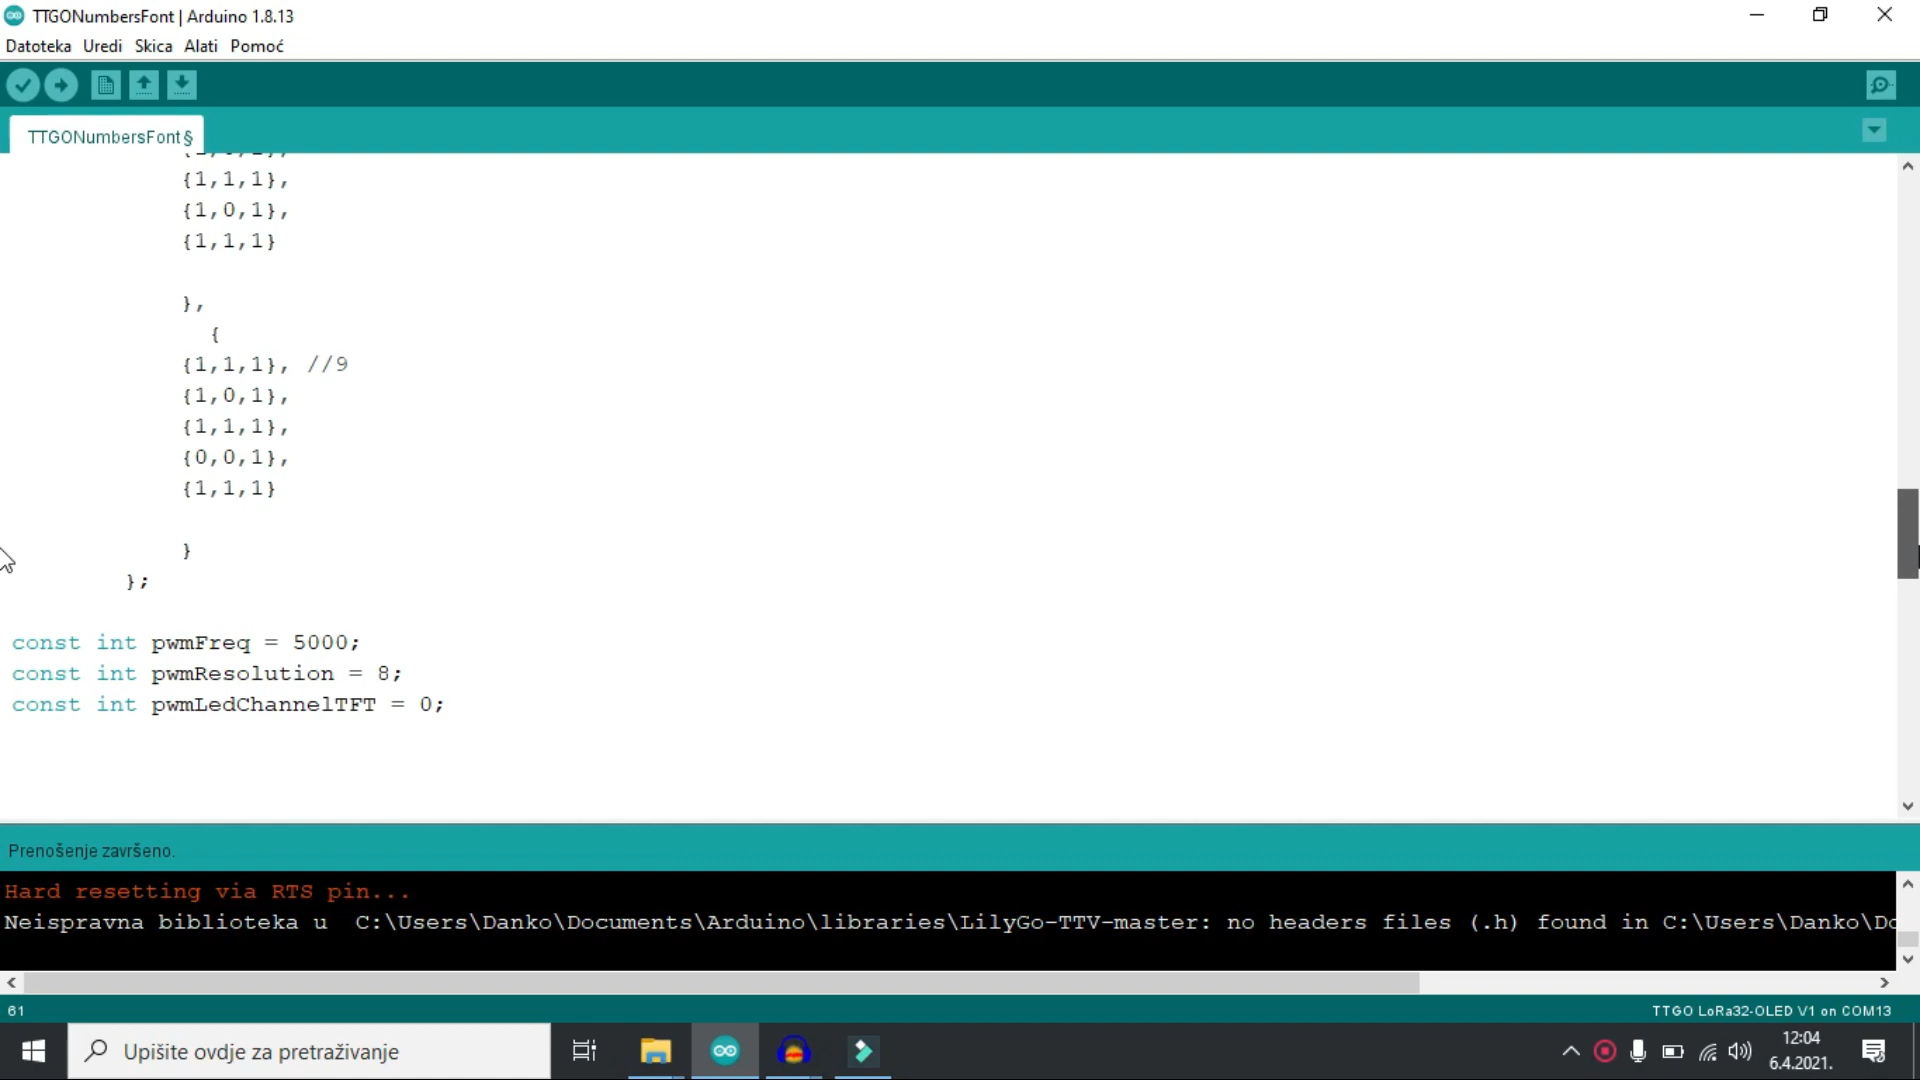 TTGONumbersFont | Arduino 1.8.13
Datoteka Uredi Skica Alati Pomoć
TTGONumbersFont §
{1,1,1},
{1,0,1},
{1,1,1}
},
{
{1,1,1}, //9
{1,0,1},
{1,1,1},
{0,0,1},
{1,1,1}
}
};
const int pwmFreq = 5000;
const int pwmResolution = 8;
const int pwmLedChannelTFT = 0;
Prenošenje završeno.
Hard resetting via RTS pin...
Neispravna biblioteka u C:\Users\Danko\Documents\Arduino\libraries\LilyGo-TTV-master: no headers files (.h) found in C:\Users\Danko\Do
61
TTGO LoRa32-OLED V1 on COM13
Upišite ovdje za pretraživanje
12:04
6.4.2021.